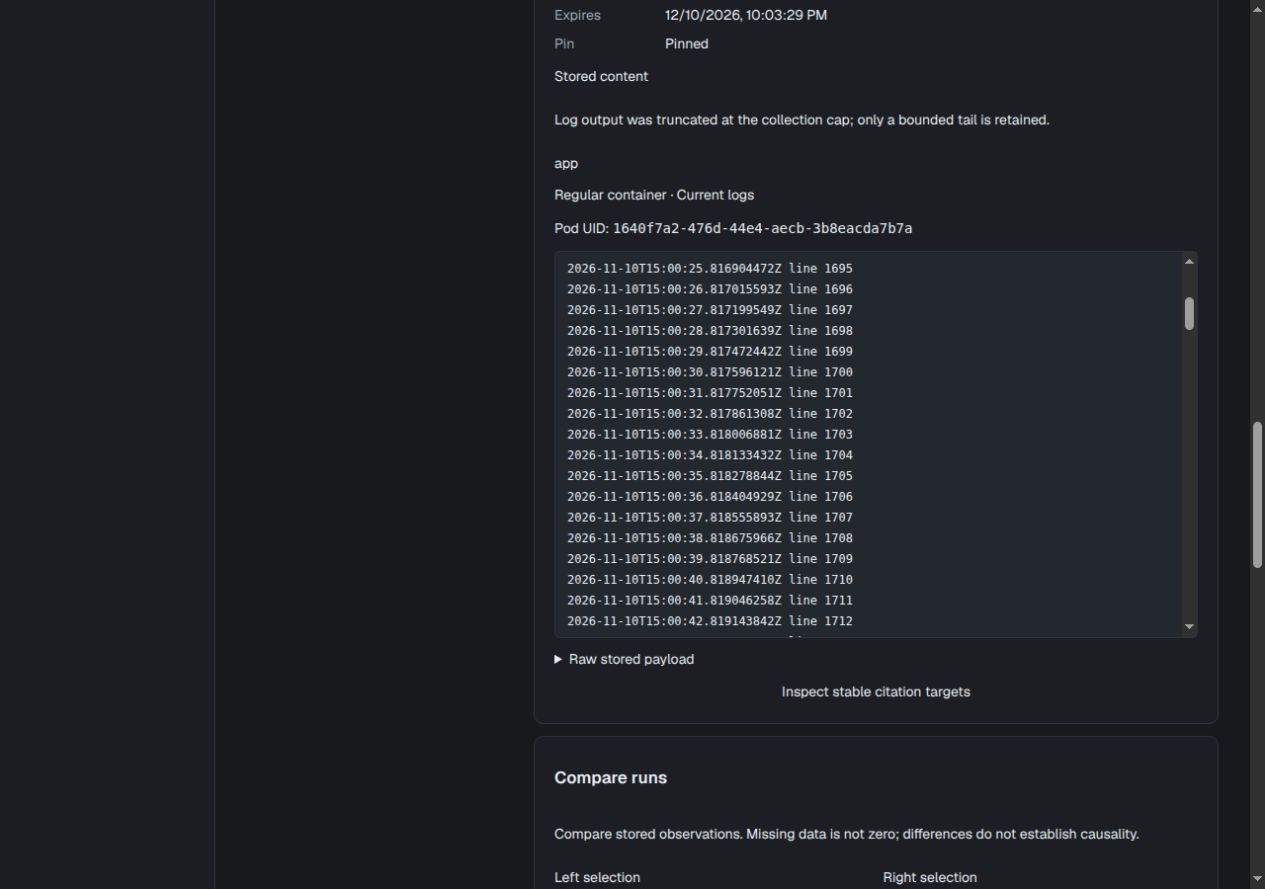 Expires 12/10/2026, 10:03:29 PM
Pin Pinned
Stored content
Log output was truncated at the collection cap; only a bounded tail is retained.
app
Regular container · Current logs
Pod UID: 1640f7a2-476d-44e4-aecb-3b8eacda7b7a
2026-11-10T15:00:25.816904472Z line 1695
2026-11-10T15:00:26.817015593Z line 1696
2026-11-10T15:00:27.817199549Z line 1697
2026-11-10T15:00:28.817301639Z line 1698
2026-11-10T15:00:29.817472442Z line 1699
2026-11-10T15:00:30.817596121Z line 1700
2026-11-10T15:00:31.817752051Z line 1701
2026-11-10T15:00:32.817861308Z line 1702
2026-11-10T15:00:33.818006881Z line 1703
2026-11-10T15:00:34.818133432Z line 1704
2026-11-10T15:00:35.818278844Z line 1705
2026-11-10T15:00:36.818404929Z line 1706
2026-11-10T15:00:37.818555893Z line 1707
2026-11-10T15:00:38.818675966Z line 1708
2026-11-10T15:00:39.818768521Z line 1709
2026-11-10T15:00:40.818947410Z line 1710
2026-11-10T15:00:41.819046258Z line 1711
2026-11-10T15:00:42.819143842Z line 1712
Raw stored payload
Inspect stable citation targets
Compare runs
Compare stored observations. Missing data is not zero; differences do not establish causality.
Left selection Right selection